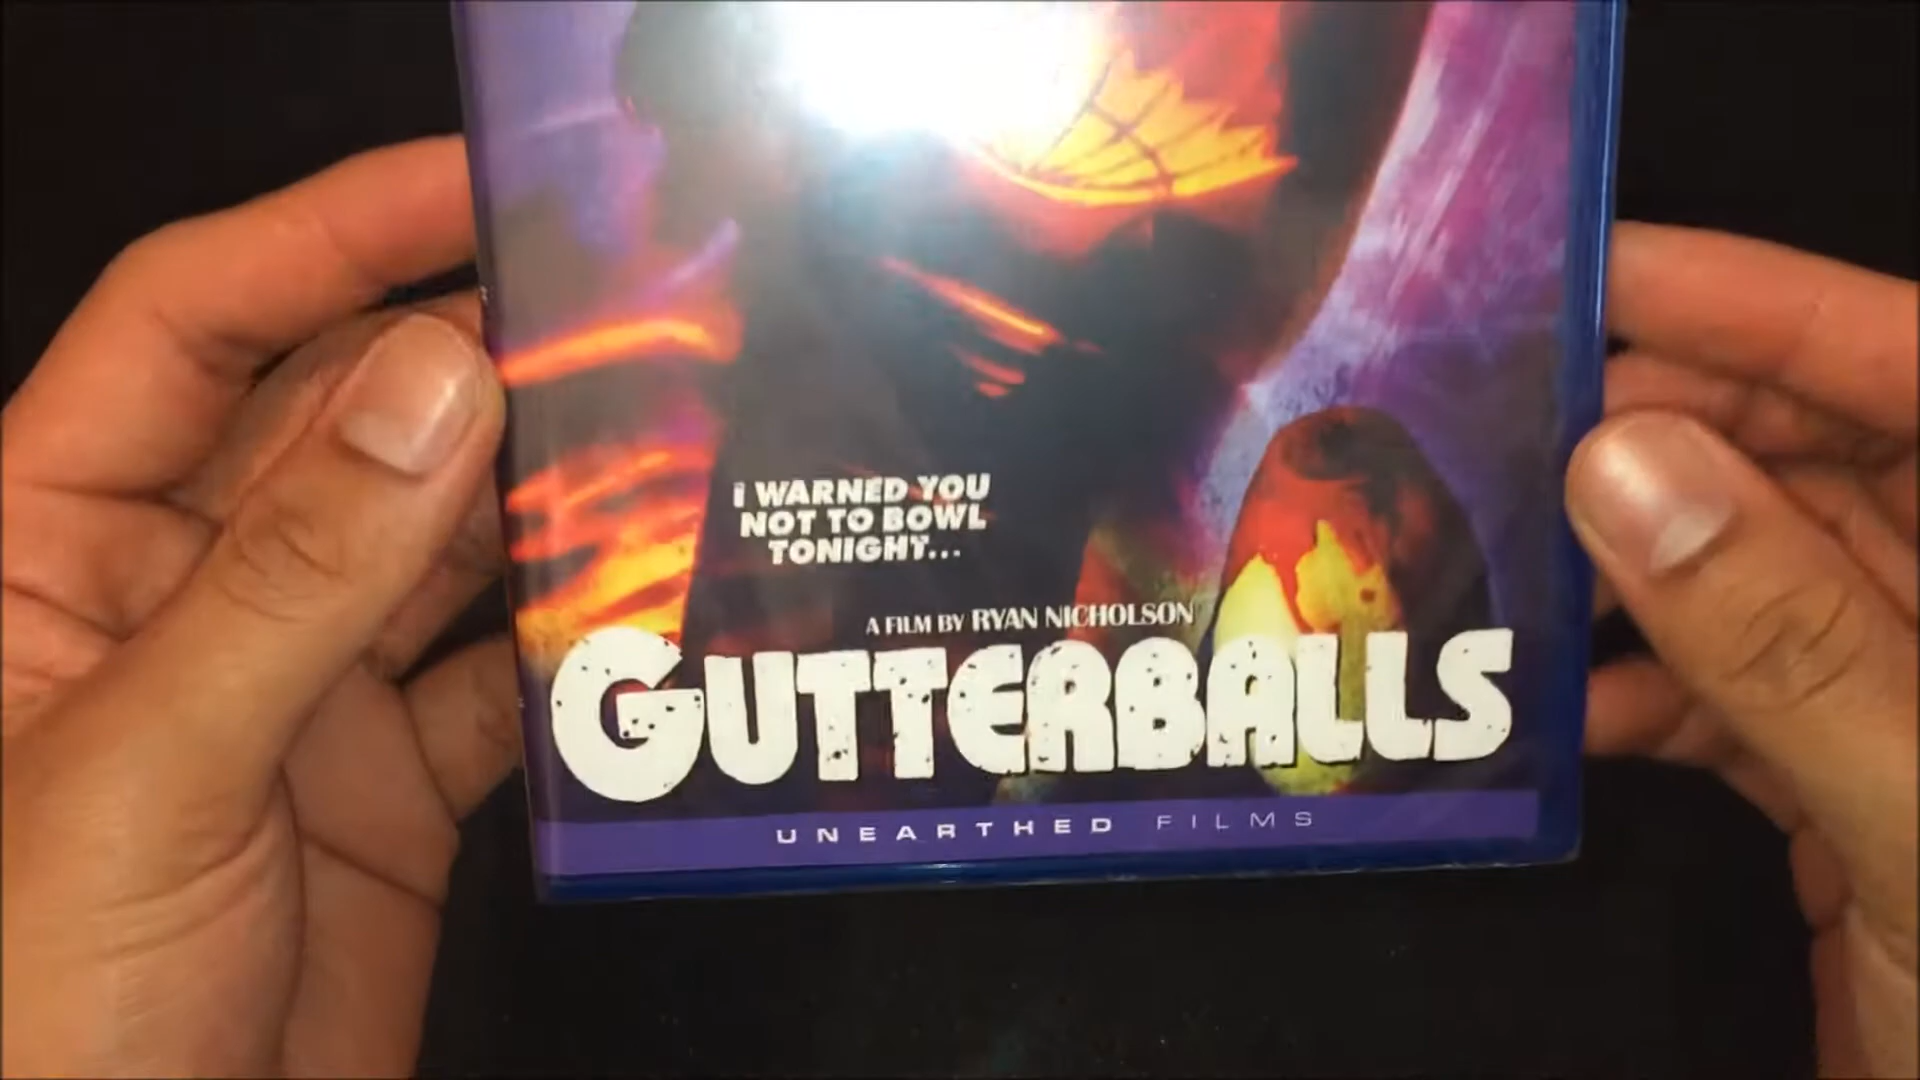 I WARNED YOU
NOT TO BOWL
TONIGHT...
A FILM BY RYAN NICHOLSON
GUTTERBALLS
UNEARTHED FILMS